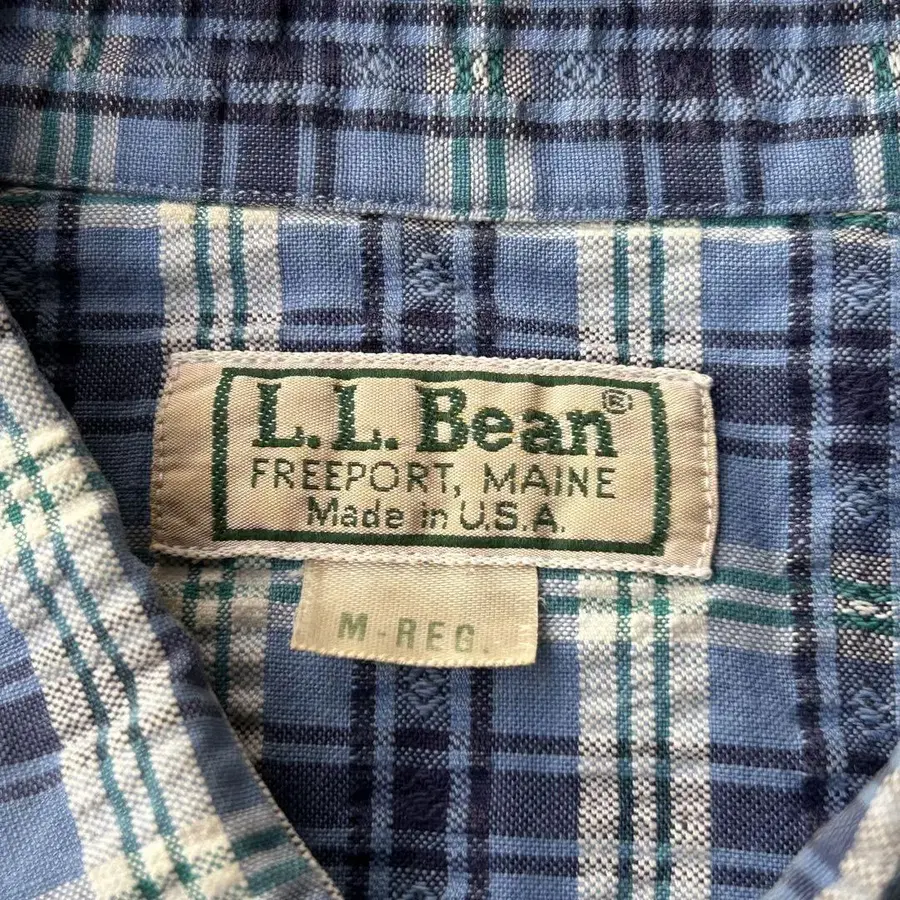 L.L. Bean®
FREEPORT, MAINE
Made in U.S.A.
M-REG.